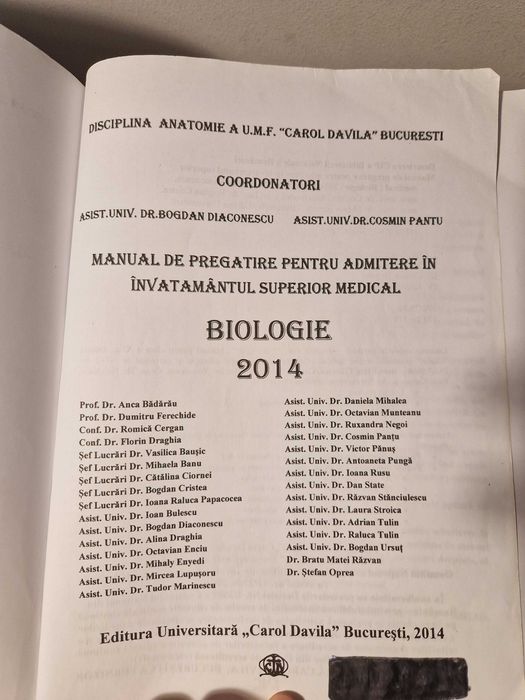 DISCIPLINA ANATOMIE A U.M.F. "CAROL DAVILA" BUCURESTI
COORDONATORI
ASIST.UNIV. DR.BOGDAN DIACONESCU ASIST.UNIV.DR.COSMIN PANTU
MANUAL DE PREGATIRE PENTRU ADMITERE ÎN
ÎNVATAMÂNTUL SUPERIOR MEDICAL
BIOLOGIE
2014
Prof. Dr. Anca Bădărău
Prof. Dr. Dumitru Ferechide
Conf. Dr. Romică Cergan
Conf. Dr. Florin Draghia
Şef Lucrări Dr. Vasilica Bauşic
Şef Lucrări Dr. Mihaela Banu
Şef Lucrări Dr. Cătălina Ciornei
Şef Lucrări Dr. Bogdan Cristea
Şef Lucrări Dr. Ioana Raluca Papacocea
Asist. Univ. Dr. Ioan Bulescu
Asist. Univ. Dr. Bogdan Diaconescu
Asist. Univ. Dr. Alina Draghia
Asist. Univ. Dr. Octavian Enciu
Asist. Univ. Dr. Mihaly Enyedi
Asist. Univ. Dr. Mircea Lupuşoru
Asist. Univ. Dr. Tudor Marinescu
Asist. Univ. Dr. Daniela Mihalea
Asist. Univ. Dr. Octavian Munteanu
Asist. Univ. Dr. Ruxandra Negoi
Asist. Univ. Dr. Cosmin Panţu
Asist. Univ. Dr. Victor Pănuş
Asist. Univ. Dr. Antoaneta Pungă
Asist. Univ. Dr. Ioana Rusu
Asist. Univ. Dr. Dan State
Asist. Univ. Dr. Răzvan Stănciulescu
Asist. Univ. Dr. Laura Stroica
Asist. Univ. Dr. Adrian Tulin
Asist. Univ. Dr. Raluca Tulin
Asist. Univ. Dr. Bogdan Ursuţ
Dr. Bratu Matei Răzvan
Dr. Ştefan Oprea
Editura Universitară „Carol Davila" Bucureşti, 2014